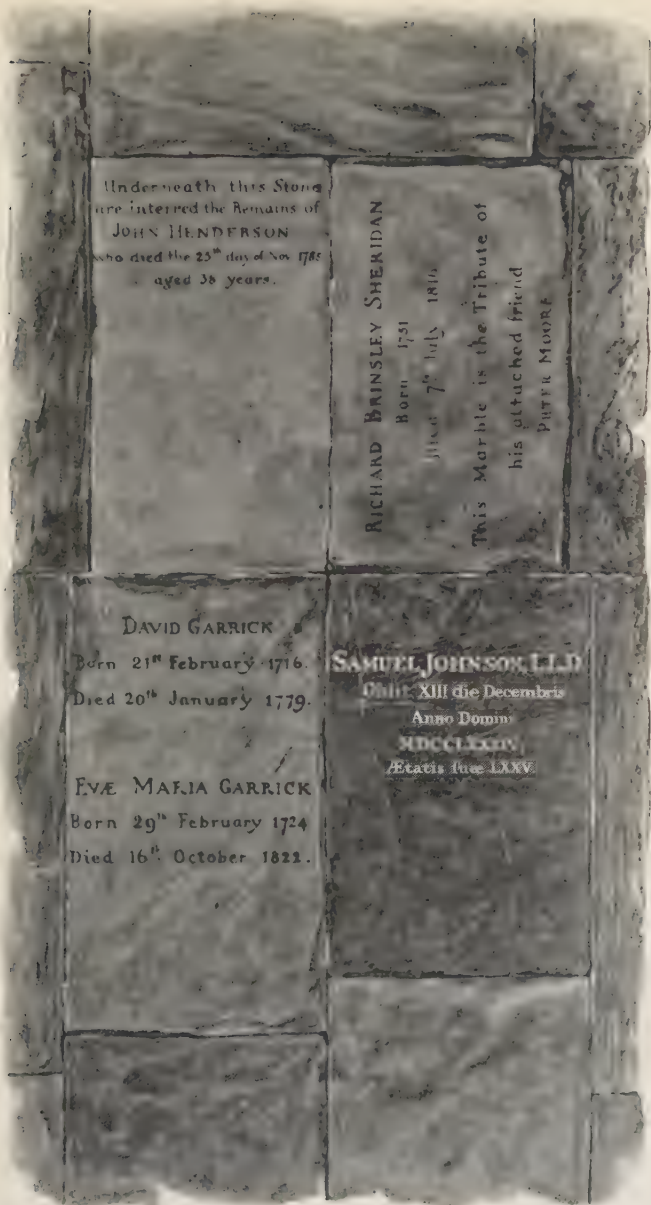 Underneath this Stone
are interred the Remains of
JOHN HENDERSON
who died the 25th day of Nov. 1785
aged 38 years.
RICHARD BRINSLEY SHERIDAN
Born 1751
Died 7th July 1816
This Marble is the Tribute of
his attached friend
PETER MOORE
DAVID GARRICK
Born 21st February 1716.
Died 20th January 1779.
EVÆ MARIA GARRICK
Born 29th February 1724
Died 16th October 1822.
SAMUEL JOHNSON, LL.D
Obiit XIII die Decembris
Anno Domini
MDCCLXXXIV,
Ætatis suæ LXXV.